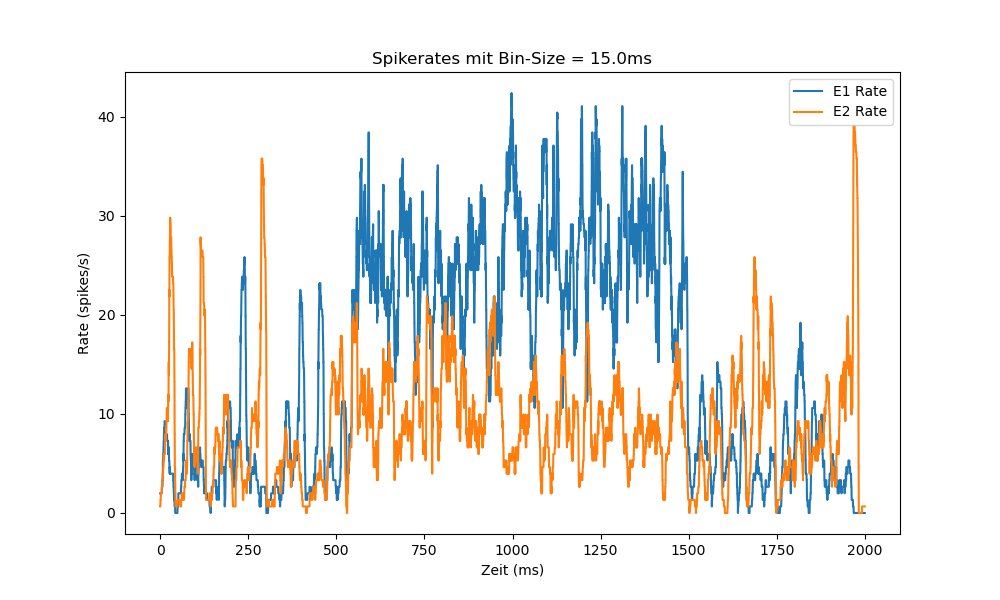 Spikerates mit Bin-Size = 15.0ms
E1 Rate
E2 Rate
Rate (spikes/s)
40
30
20
10
0
0 250 500 750 1000 1250 1500 1750 2000
Zeit (ms)